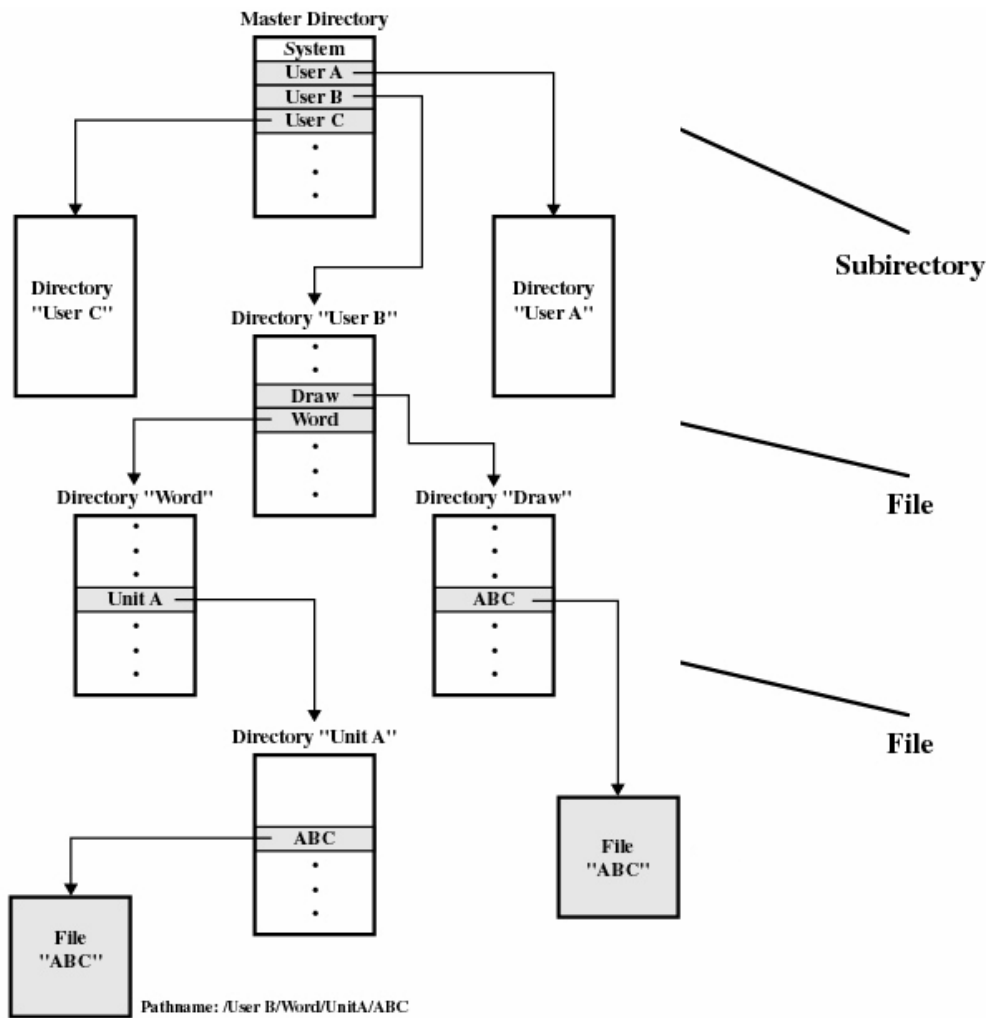 Master Directory
System
User A
User B
User C
Directory
"User C"
Directory
"User A"
Subirectory
Directory "User B"
Draw
Word
File
Directory "Word"
Directory "Draw"
Unit A
ABC
File
Directory "Unit A"
ABC
File
"ABC"
File
"ABC"
Pathname: /User B/Word/UnitA/ABC